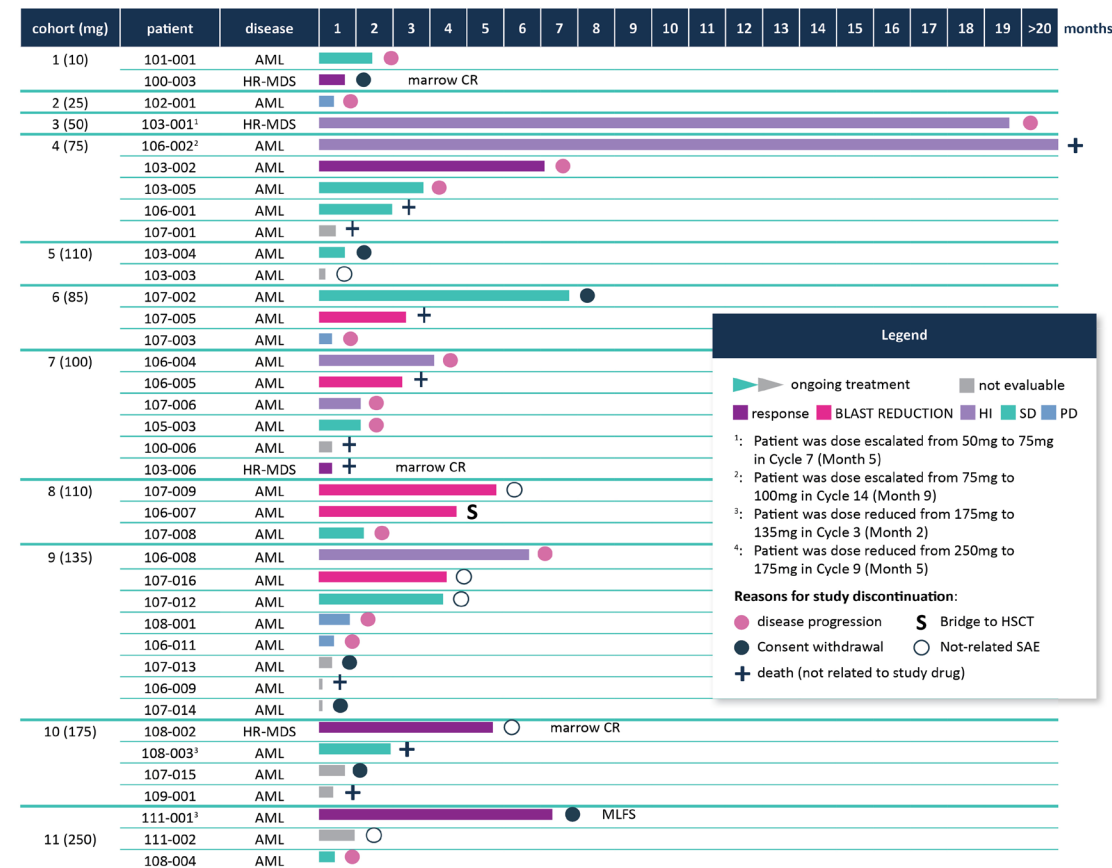 cohort (mg) patient disease 1 2 3 4 5 6 7 8 9 10 11 12 13 14 15 16 17 18 19 >20 months
1 (10) 101-001 AML
100-003 HR-MDS marrow CR
2 (25) 102-001 AML
3 (50) 103-001¹ HR-MDS
4 (75) 106-002² AML
103-002 AML
103-005 AML
106-001 AML
107-001 AML
5 (110) 103-004 AML
103-003 AML
6 (85) 107-002 AML
107-005 AML
107-003 AML
7 (100) 106-004 AML
106-005 AML
107-006 AML
105-003 AML
100-006 AML
103-006 HR-MDS marrow CR
8 (110) 107-009 AML
106-007 AML S
107-008 AML
9 (135) 106-008 AML
107-016 AML
107-012 AML
108-001 AML
106-011 AML
107-013 AML
106-009 AML
107-014 AML
10 (175) 108-002 HR-MDS marrow CR
108-003³ AML
107-015 AML
109-001 AML
111-001³ AML MLFS
11 (250) 111-002 AML
108-004 AML
Legend
ongoing treatment not evaluable
response BLAST REDUCTION HI SD PD
¹: Patient was dose escalated from 50mg to 75mg
in Cycle 7 (Month 5)
²: Patient was dose escalated from 75mg to
100mg in Cycle 14 (Month 9)
³: Patient was dose reduced from 175mg to
135mg in Cycle 3 (Month 2)
⁴: Patient was dose reduced from 250mg to
175mg in Cycle 9 (Month 5)
Reasons for study discontinuation:
disease progression S Bridge to HSCT
Consent withdrawal Not-related SAE
death (not related to study drug)